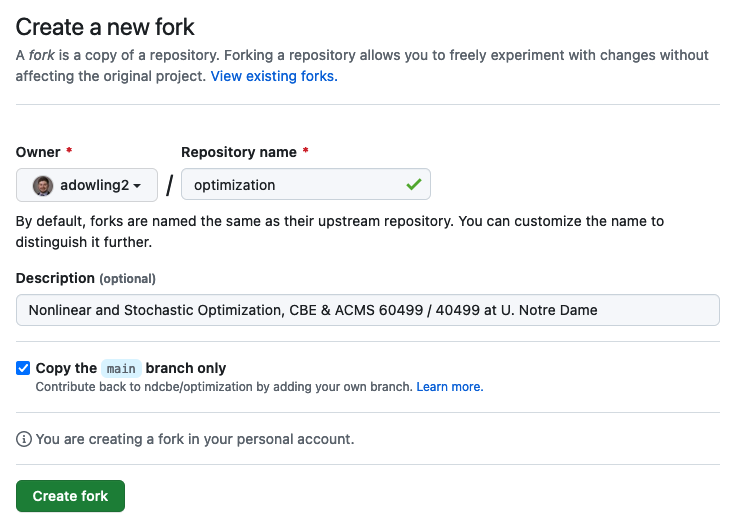 Create a new fork
A fork is a copy of a repository. Forking a repository allows you to freely experiment with changes without
affecting the original project. View existing forks.
Owner *
Repository name *
adowling2 / optimization
By default, forks are named the same as their upstream repository. You can customize the name to
distinguish it further.
Description (optional)
Nonlinear and Stochastic Optimization, CBE & ACMS 60499 / 40499 at U. Notre Dame
Copy the main branch only
Contribute back to ndcbe/optimization by adding your own branch. Learn more.
You are creating a fork in your personal account.
Create fork